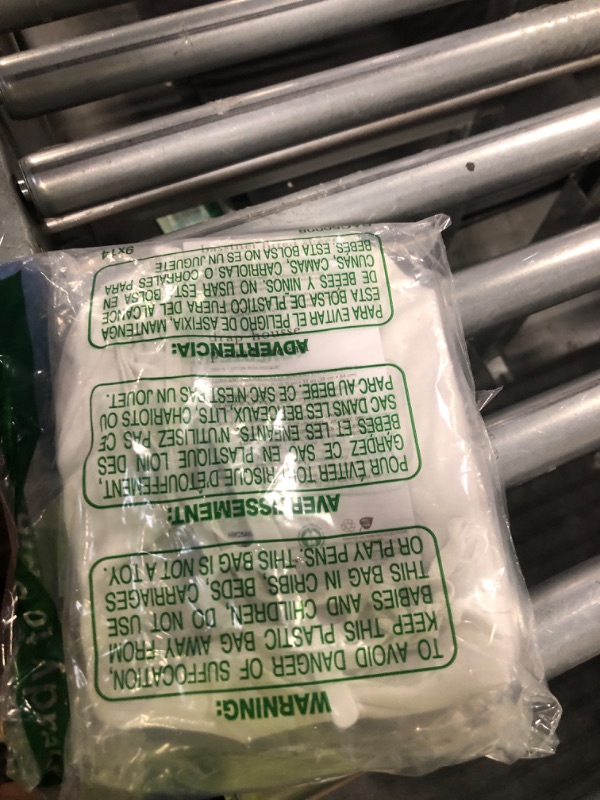 WARNING:
TO AVOID DANGER OF SUFFOCATION,
KEEP THIS PLASTIC BAG AWAY FROM
BABIES AND CHILDREN. DO NOT USE
THIS BAG IN CRIBS, BEDS, CARRIAGES
OR PLAY PENS. THIS BAG IS NOT A TOY.
POUR ÉVITER TOUT RISQUE D'ÉTOUFFEMENT,
GARDEZ CE SAC EN PLASTIQUE LOIN DES
BEBES ET LES ENFANTS. N'UTILISEZ PAS CE
SAC DANS LES BERCEAUX, LITS, CHARIOTS OU
PARC AU BEBE. CE SAC N'EST PAS UN JOUET.
ADVERTENCIA:
PARA EVITAR EL PELIGRO DE ASFIXIA, MANTENGA
ESTA BOLSA DE PLASTICO FUERA DEL ALCANCE
DE BEBES Y NINOS. NO USAR ESTA BOLSA EN
CUNAS, CAMAS, CARRIOLAS O CORRALES PARA
BEBES. ESTA BOLSA NO ES UN JUGUETE
9X14
drap-housse